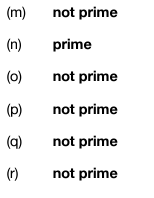 (m) not prime
(n) prime
(o) not prime
(p) not prime
(q) not prime
(r) not prime